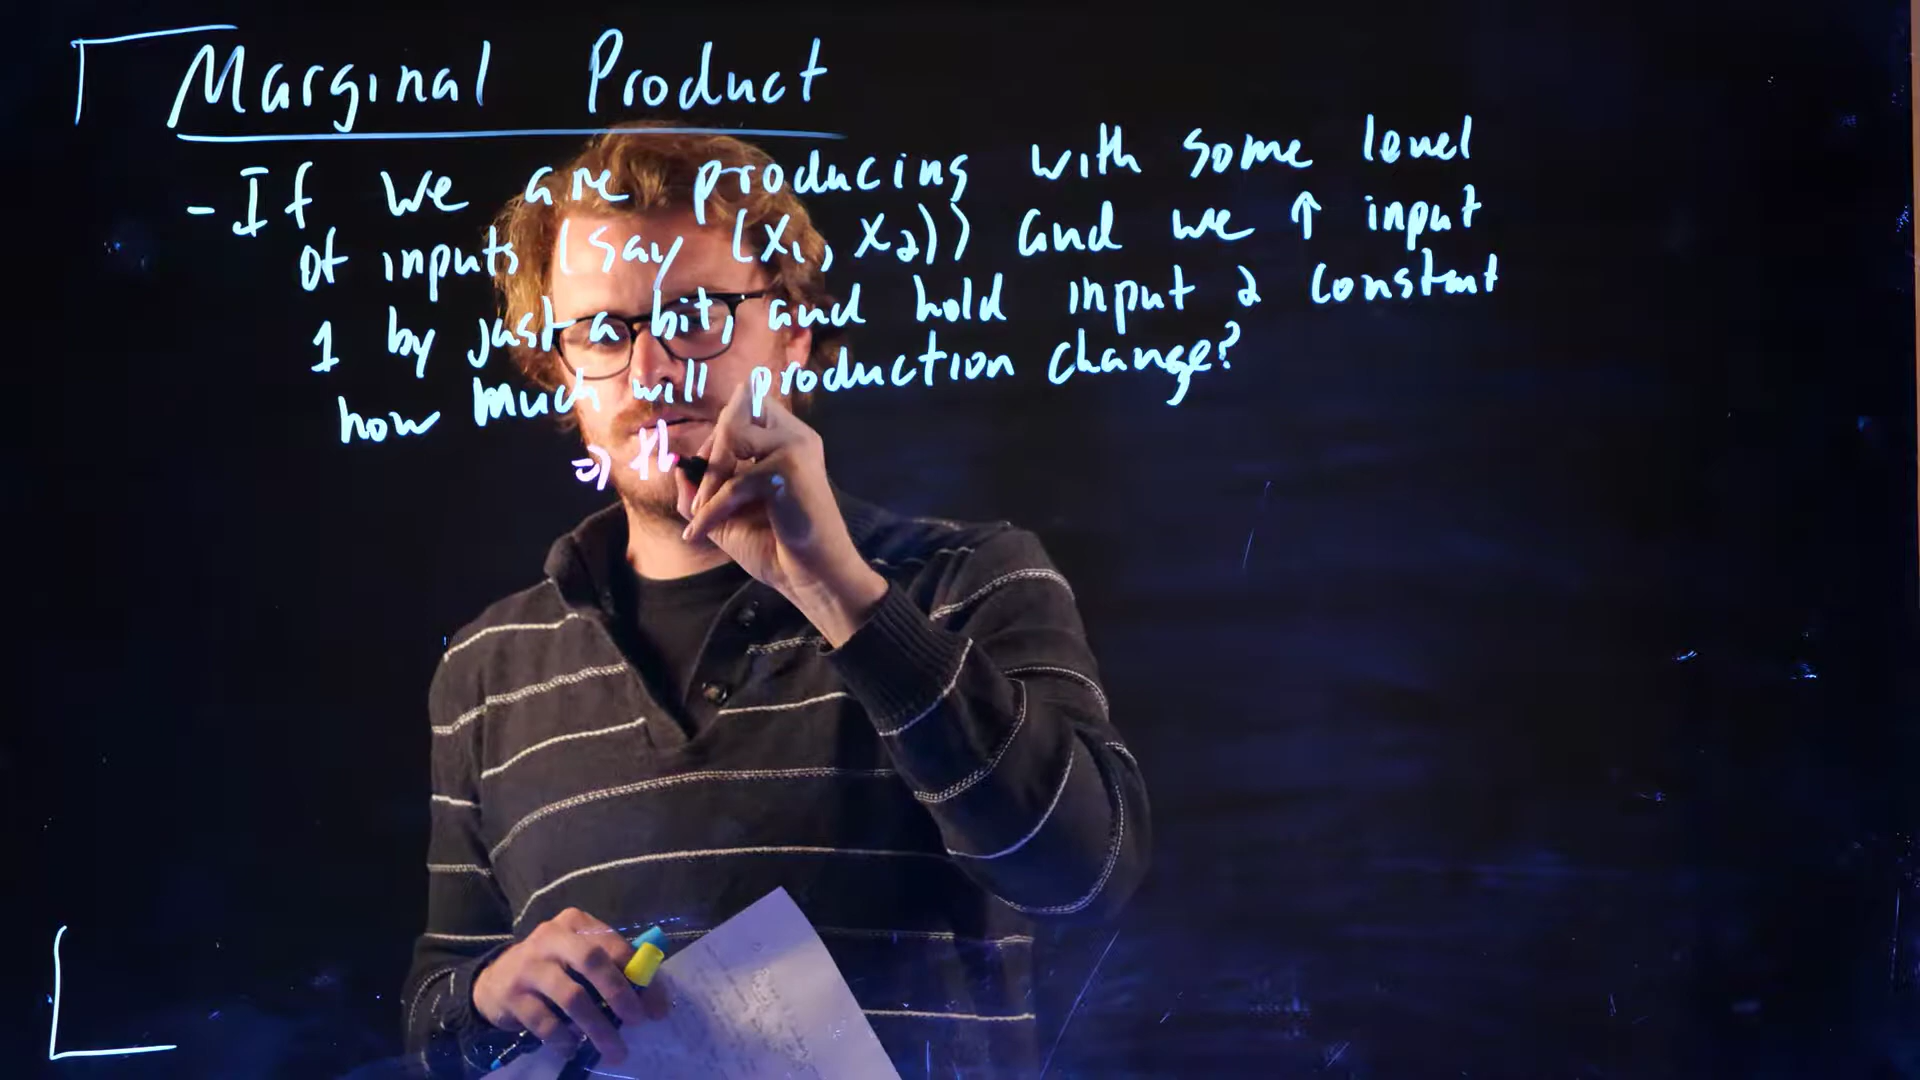 Marginal Product
- If we are producing with some level
of inputs (say (x₁, x₂)) and we ↑ input
1 by just a bit, and hold input 2 constant
how much will production change?
⇒ th